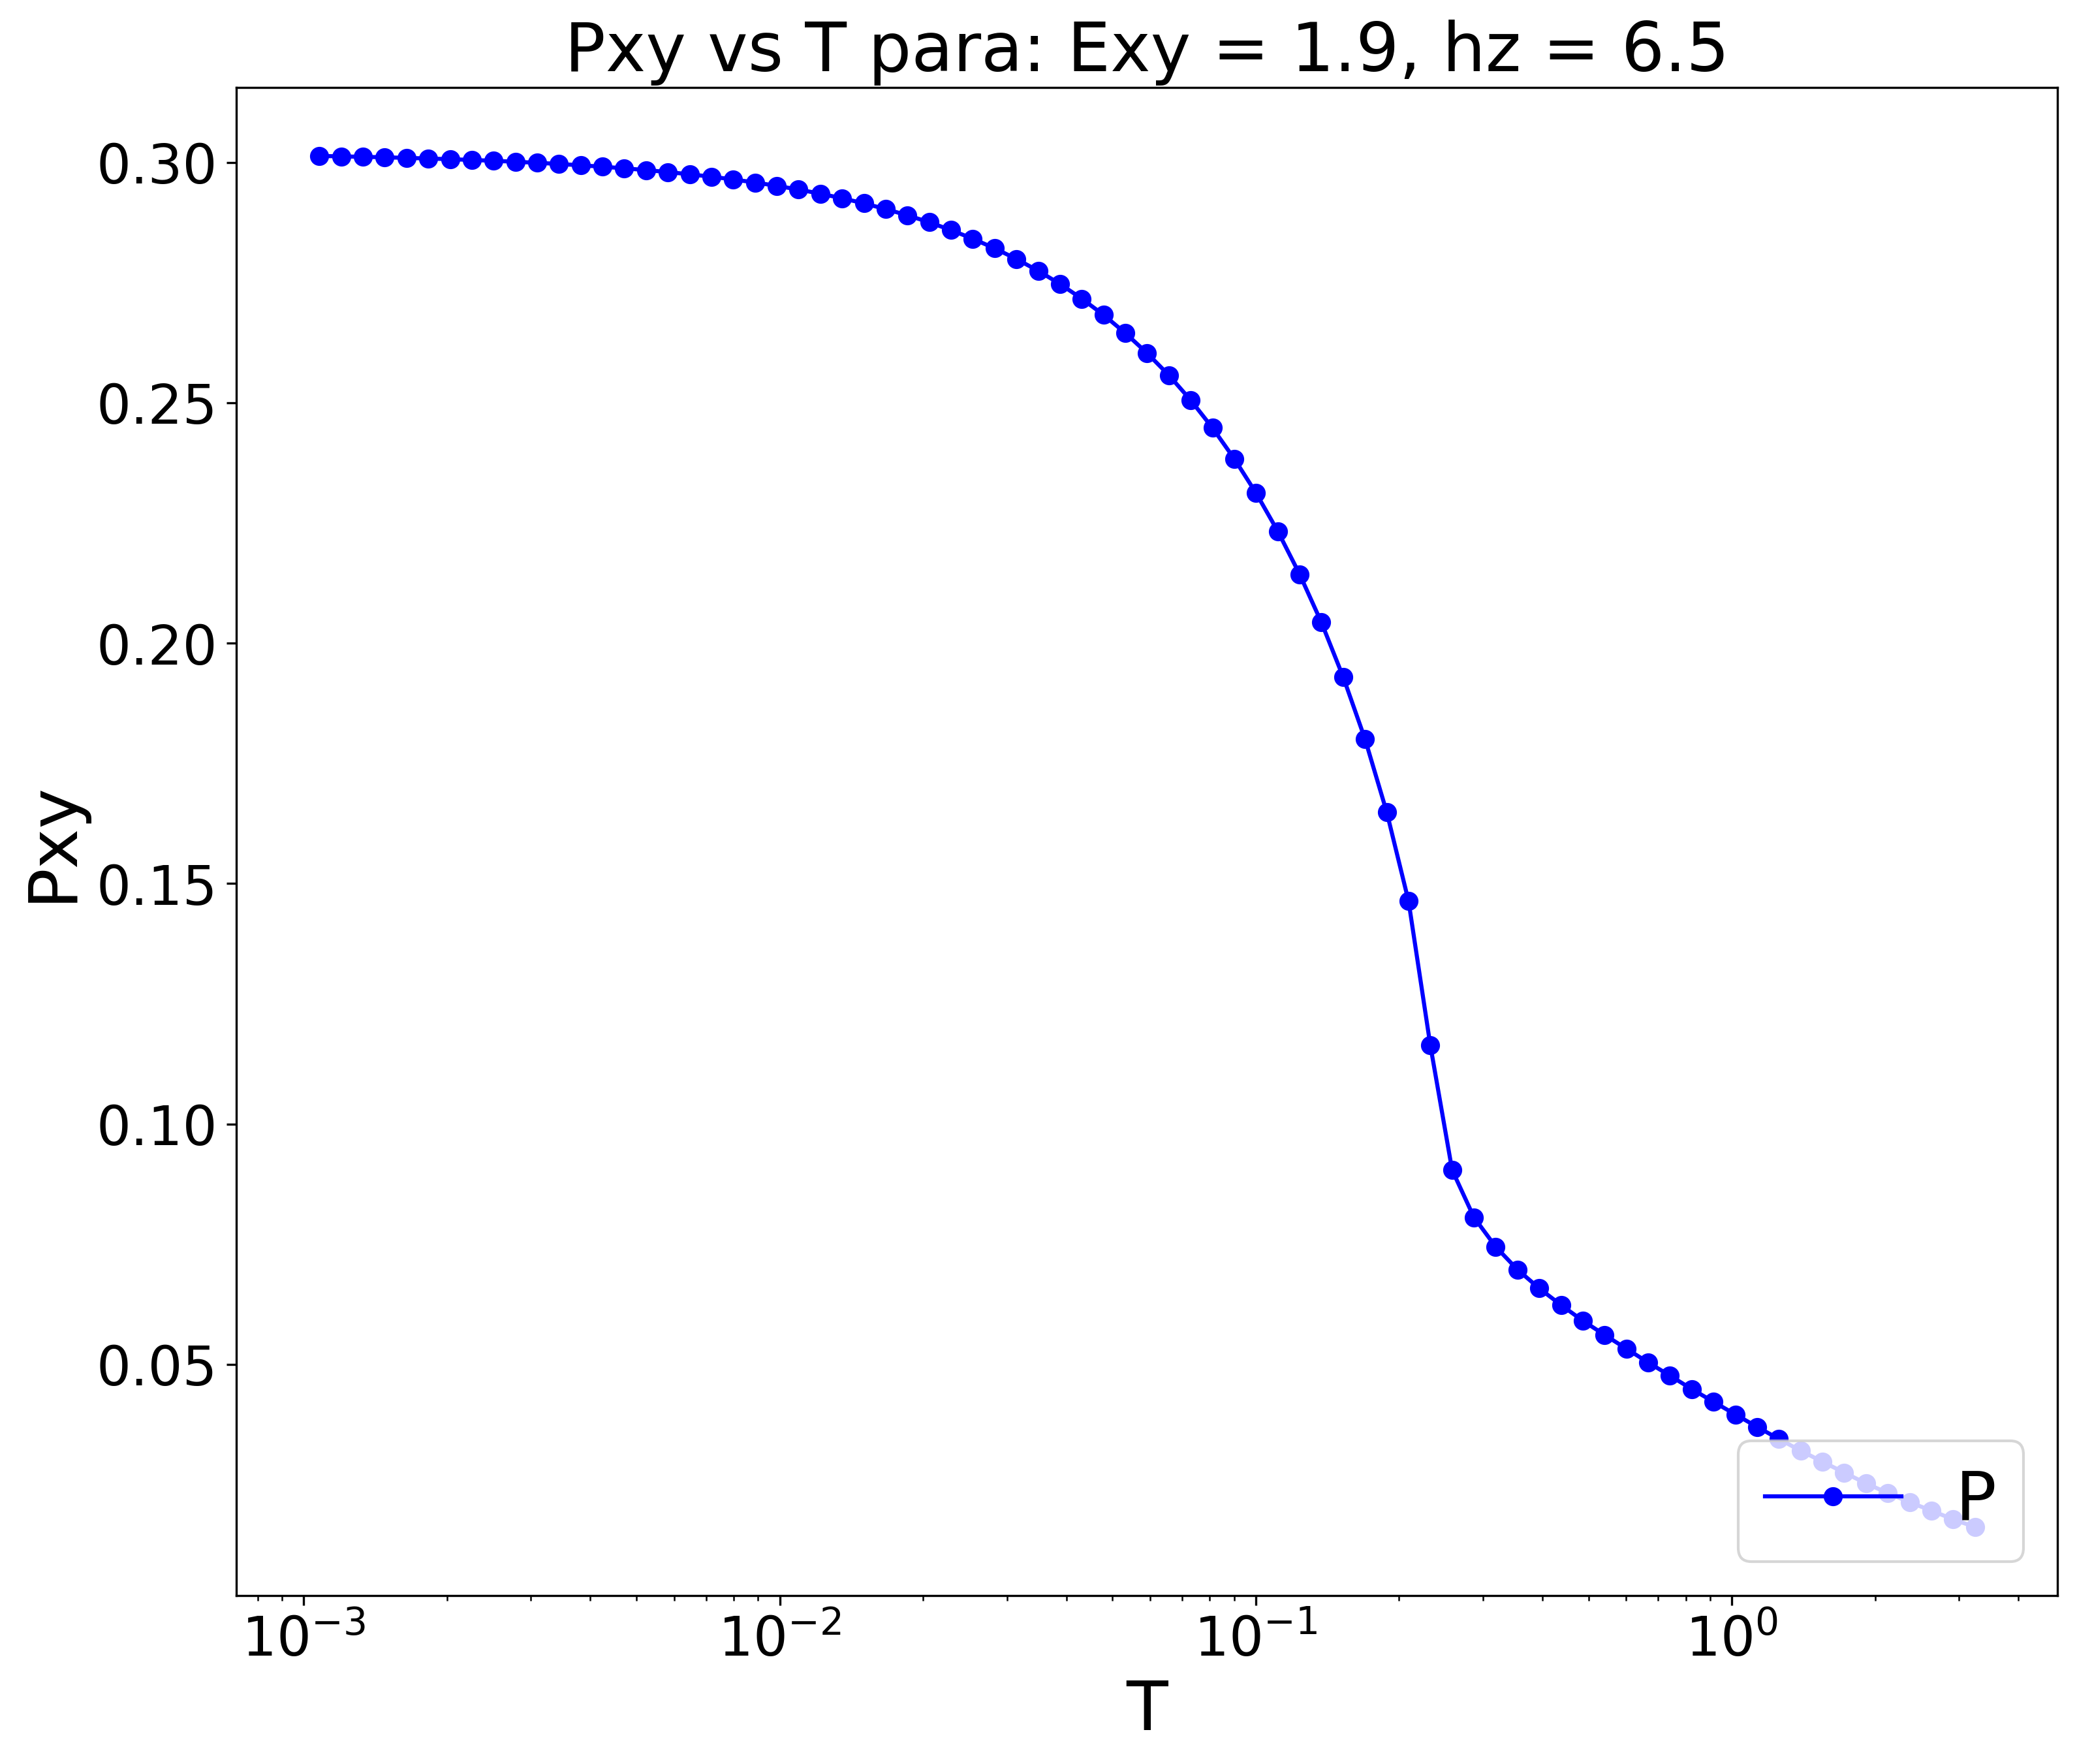 Pxy vs T para: Exy = 1.9, hz = 6.5
Pxy
0.30
0.25
0.20
0.15
0.10
0.05
10⁻³ 10⁻² 10⁻¹ 10⁰
T
P